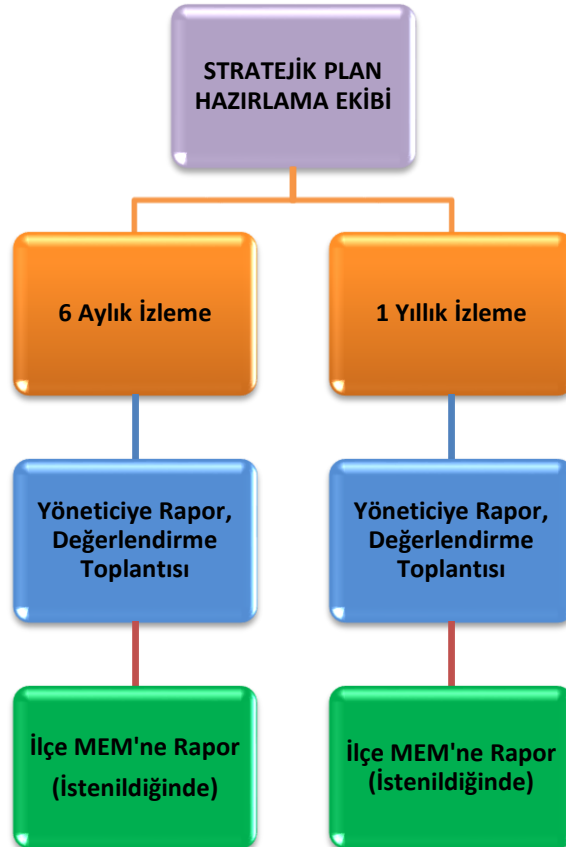 STRATEJİK PLAN
HAZIRLAMA EKİBİ
6 Aylık İzleme
1 Yıllık İzleme
Yöneticiye Rapor,
Değerlendirme
Toplantısı
Yöneticiye Rapor,
Değerlendirme
Toplantısı
İlçe MEM'ne Rapor
(İstenildiğinde)
İlçe MEM'ne Rapor
(İstenildiğinde)